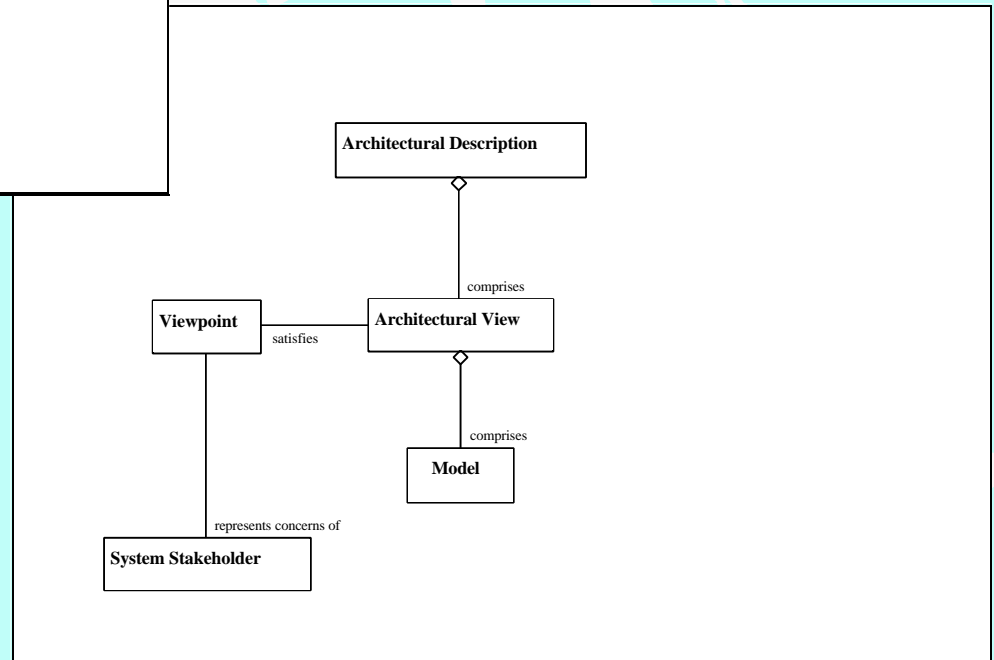 Architectural Description
comprises
Viewpoint
Architectural View
satisfies
comprises
Model
represents concerns of
System Stakeholder